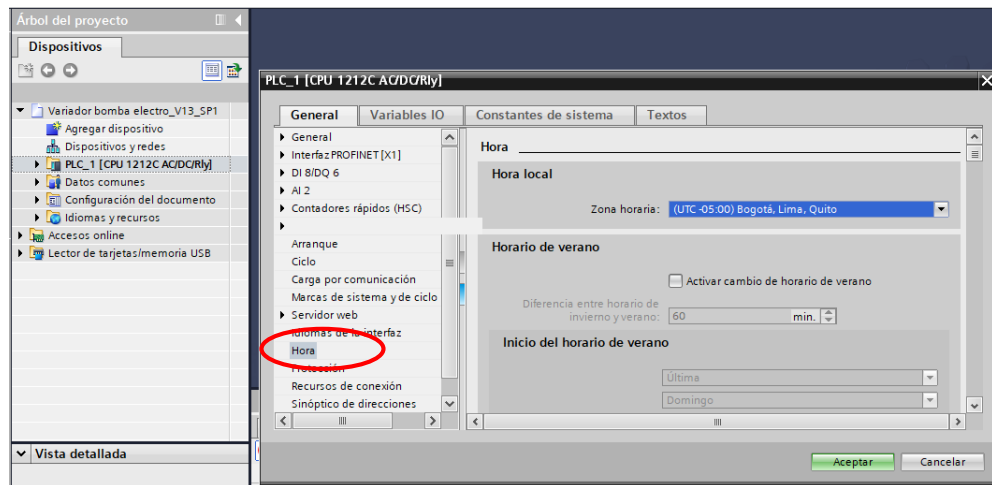 Árbol del proyecto
Dispositivos
Variador bomba electro_V13_SP1
Agregar dispositivo
Dispositivos y redes
PLC_1 [CPU 1212C AC/DC/Rly]
Datos comunes
Configuración del documento
Idiomas y recursos
Accesos online
Lector de tarjetas/memoria USB
Vista detallada
PLC_1 [CPU 1212C AC/DC/Rly]
General
Variables IO
Constantes de sistema
Textos
General
Interfaz PROFINET [X1]
DI 8/DQ 6
AI 2
Contadores rápidos (HSC)
Arranque
Ciclo
Carga por comunicación
Marcas de sistema y de ciclo
Servidor web
Idiomas de la interfaz
Hora
Protección
Recursos de conexión
Sinóptico de direcciones
Hora
Hora local
Zona horaria: (UTC -05:00) Bogotá, Lima, Quito
Horario de verano
Activar cambio de horario de verano
Diferencia entre horario de
invierno y verano: 60 min.
Inicio del horario de verano
Última
Domingo
Aceptar Cancelar